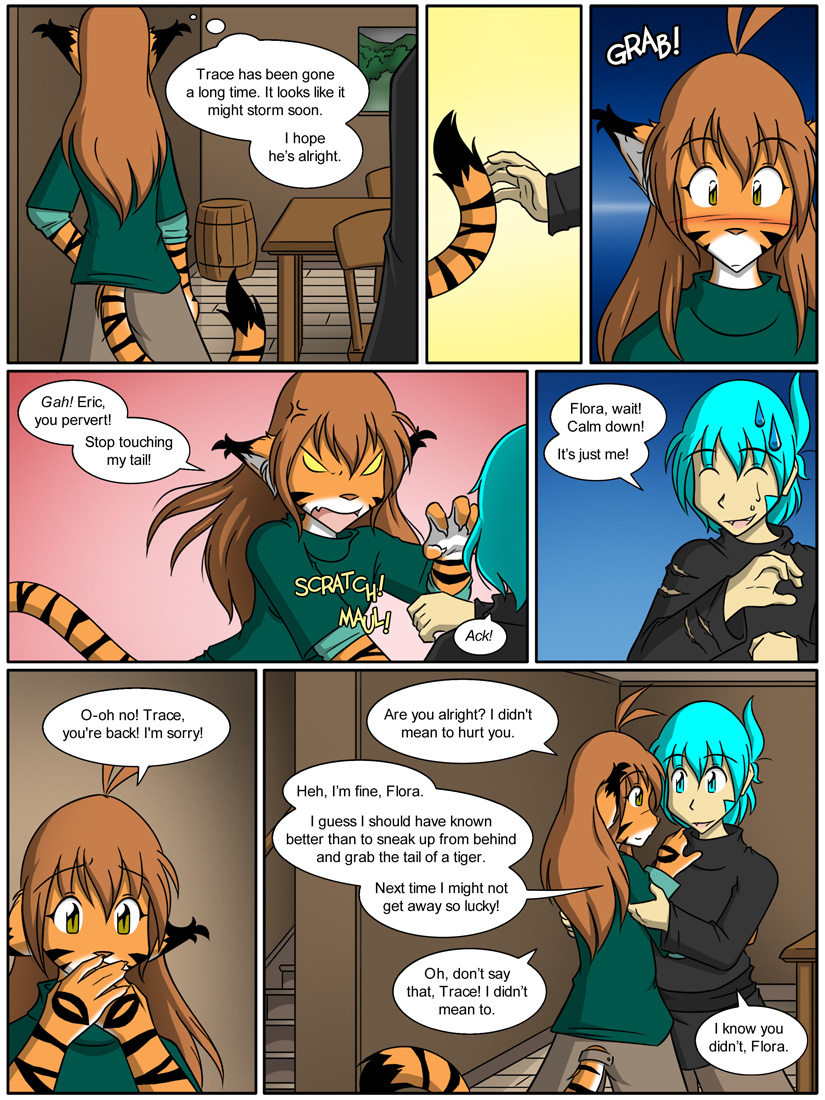 Trace has been gone
a long time. It looks like it
might storm soon.
I hope
he's alright.
GRAB!
Gah! Eric,
you pervert!
Stop touching
my tail!
SCRATCH!
MAUL!
Ack!
Flora, wait!
Calm down!
It's just me!
O-oh no! Trace,
you're back! I'm sorry!
Are you alright? I didn't
mean to hurt you.
Heh, I'm fine, Flora.
I guess I should have known
better than to sneak up from behind
and grab the tail of a tiger.
Next time I might not
get away so lucky!
Oh, don't say
that, Trace! I didn't
mean to.
I know you
didn't, Flora.